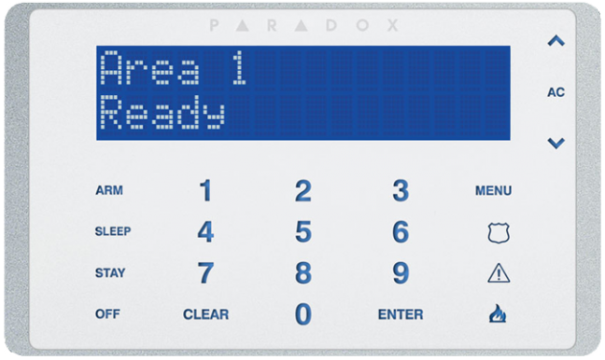 PARADOX
Area 1
Ready
AC
ARM 1 2 3 MENU
SLEEP 4 5 6
STAY 7 8 9
OFF CLEAR 0 ENTER